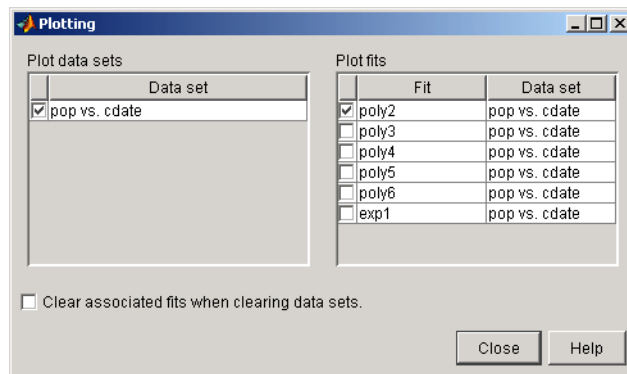 Plotting
Plot data sets
Data set
pop vs. cdate
Plot fits
Fit Data set
poly2 pop vs. cdate
poly3 pop vs. cdate
poly4 pop vs. cdate
poly5 pop vs. cdate
poly6 pop vs. cdate
exp1 pop vs. cdate
Clear associated fits when clearing data sets.
Close Help